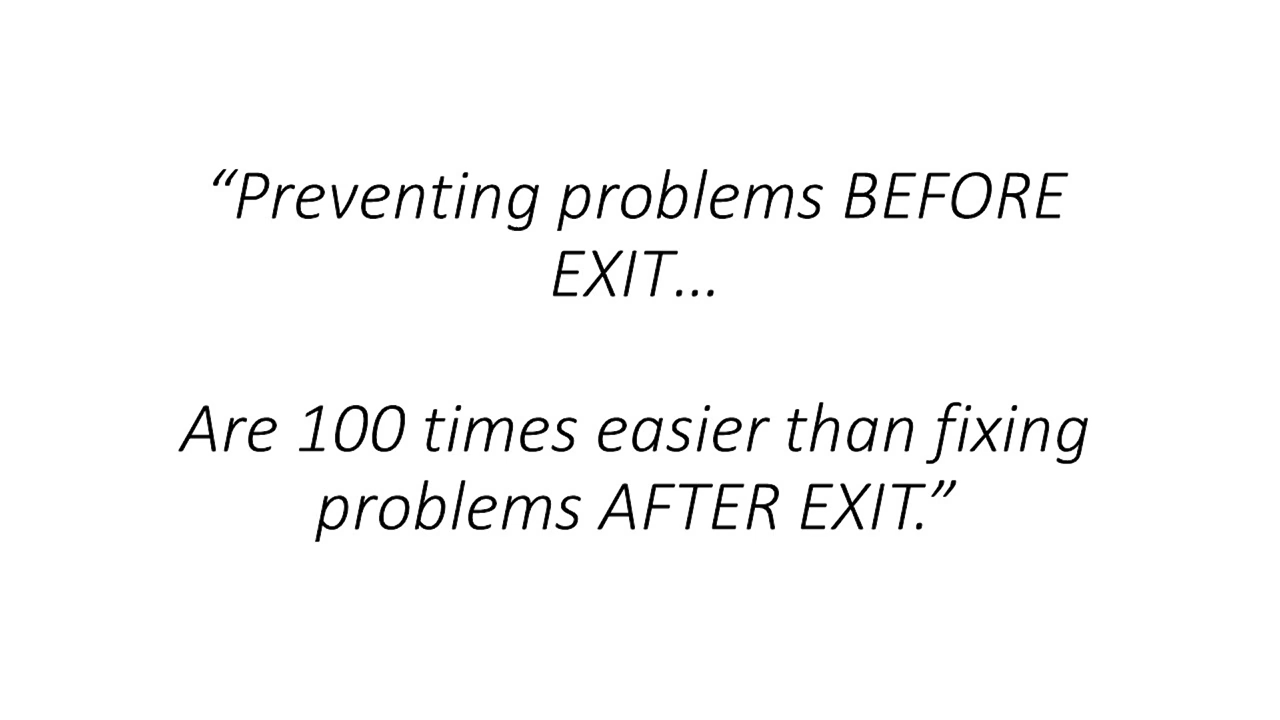 “Preventing problems BEFORE
EXIT…
Are 100 times easier than fixing
problems AFTER EXIT.”